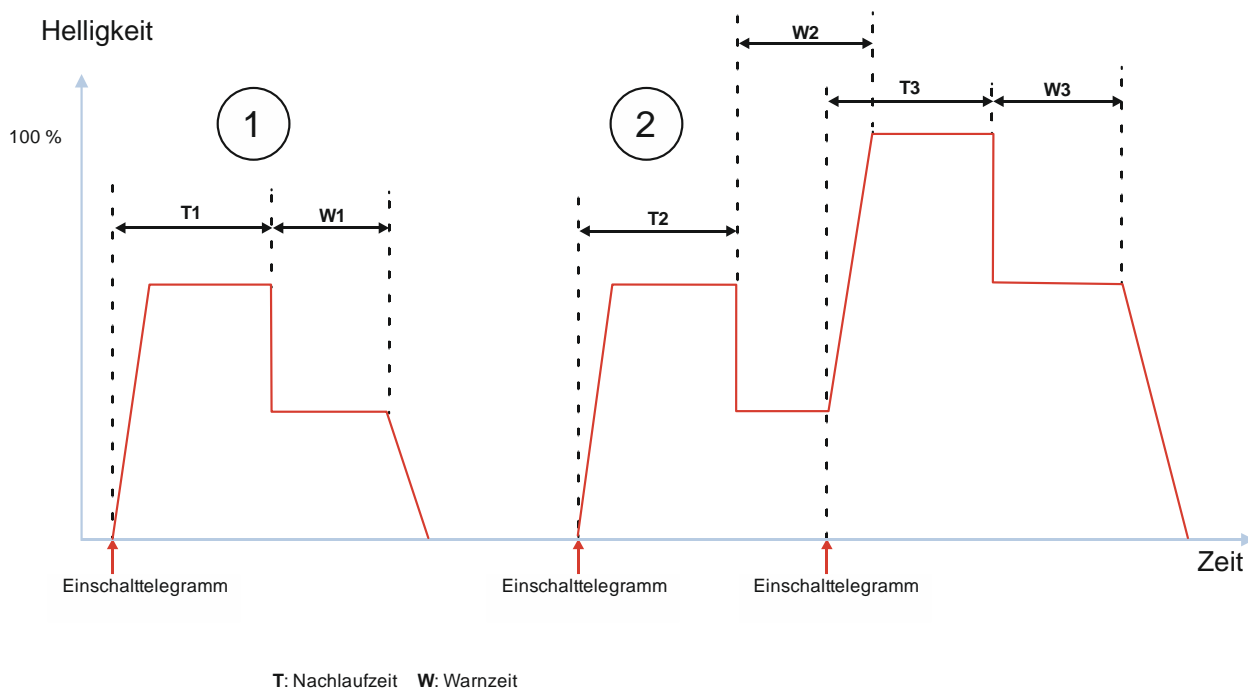 Helligkeit
W2
T3
W3
100 %
1
2
T1
W1
T2
Zeit
Einschalttelegramm
Einschalttelegramm
Einschalttelegramm
T: Nachlaufzeit W: Warnzeit